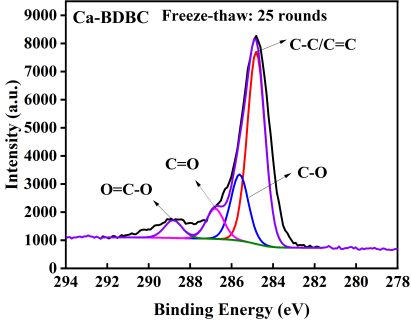 Ca-BDBC Freeze-thaw: 25 rounds
9000
8000
7000
6000
5000
4000
3000
2000
1000
0
Intensity (a.u.)
C-C/C=C
C=O
O=C-O
C-O
294 292 290 288 286 284 282 280 278
Binding Energy (eV)